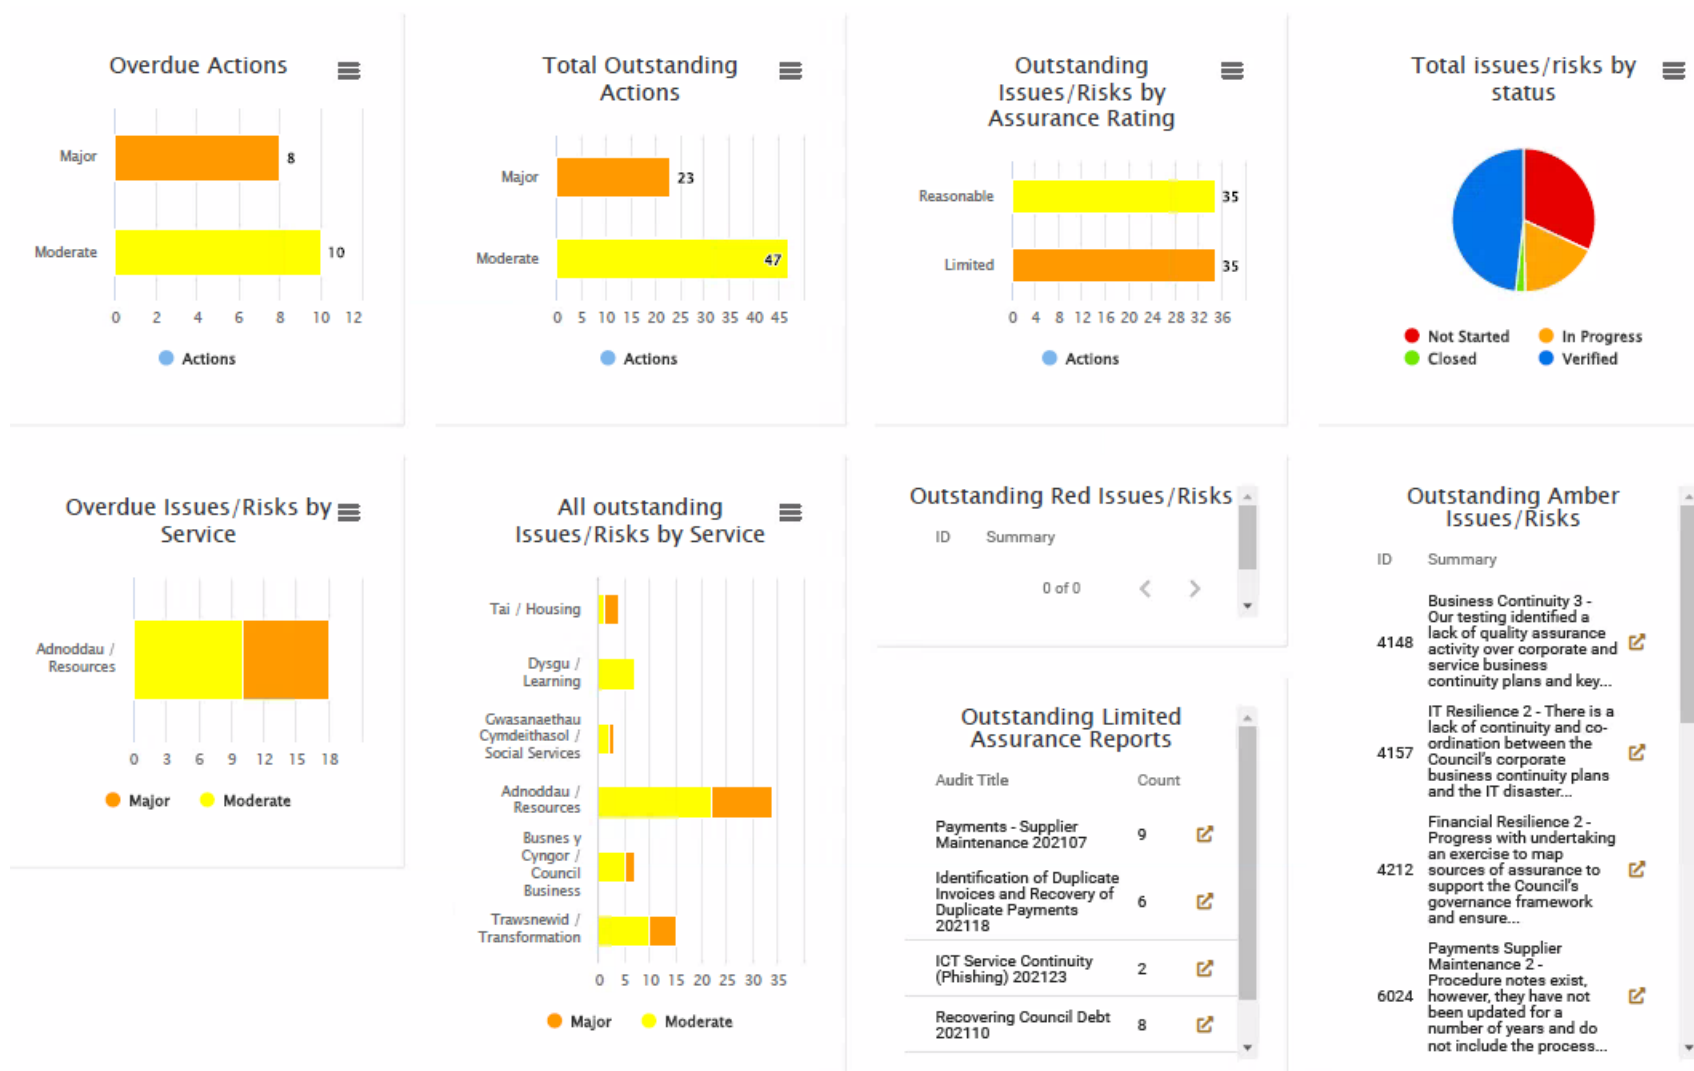 Overdue Actions
Major
8
Moderate
10
0 2 4 6 8 10 12
Actions
Total Outstanding
Actions
Major
23
Moderate
47
0 5 10 15 20 25 30 35 40 45
Actions
Outstanding
Issues/Risks by
Assurance Rating
Reasonable
35
Limited
35
0 4 8 12 16 20 24 28 32 36
Actions
Total issues/risks by
status
Not Started
In Progress
Closed
Verified
Overdue Issues/Risks by
Service
Adnoddau /
Resources
0 3 6 9 12 15 18
Major
Moderate
All outstanding
Issues/Risks by Service
Tai / Housing
Dysgu /
Learning
Gwasanaethau
Cymdeithasol /
Social Services
Adnoddau /
Resources
Busnes y
Cyngor /
Council
Business
Trawsnewid /
Transformation
0 5 10 15 20 25 30 35
Major
Moderate
Outstanding Red Issues/Risks
ID Summary
0 of 0
Outstanding Limited
Assurance Reports
Audit Title Count
Payments - Supplier
Maintenance 202107
9
Identification of Duplicate
Invoices and Recovery of
Duplicate Payments
202118
6
ICT Service Continuity
(Phishing) 202123
2
Recovering Council Debt
202110
8
Outstanding Amber
Issues/Risks
ID Summary
4148
Business Continuity 3 -
Our testing identified a
lack of quality assurance
activity over corporate and
service business
continuity plans and key...
4157
IT Resilience 2 - There is a
lack of continuity and co-
ordination between the
Council's corporate
business continuity plans
and the IT disaster...
4212
Financial Resilience 2 -
Progress with undertaking
an exercise to map
sources of assurance to
support the Council's
governance framework
and ensure...
6024
Payments Supplier
Maintenance 2 -
Procedure notes exist,
however, they have not
been updated for a
number of years and do
not include the process...